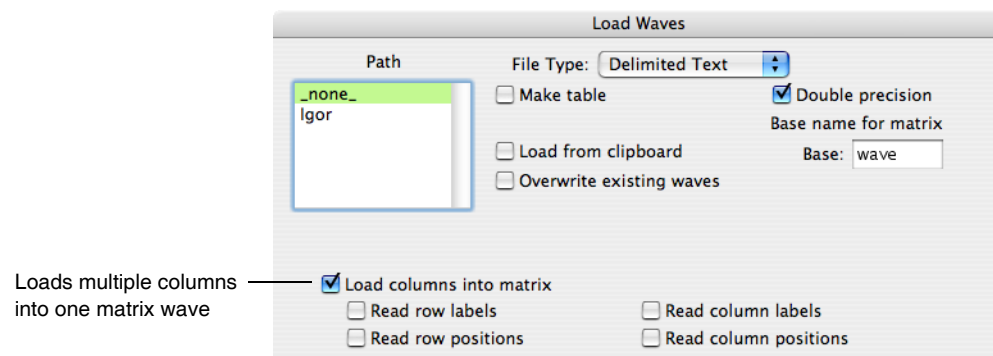 Load Waves
Path
File Type: Delimited Text
_none_
Igor
Make table
Double precision
Base name for matrix
Load from clipboard
Base: wave
Overwrite existing waves
Loads multiple columns
into one matrix wave
Load columns into matrix
Read row labels
Read column labels
Read row positions
Read column positions